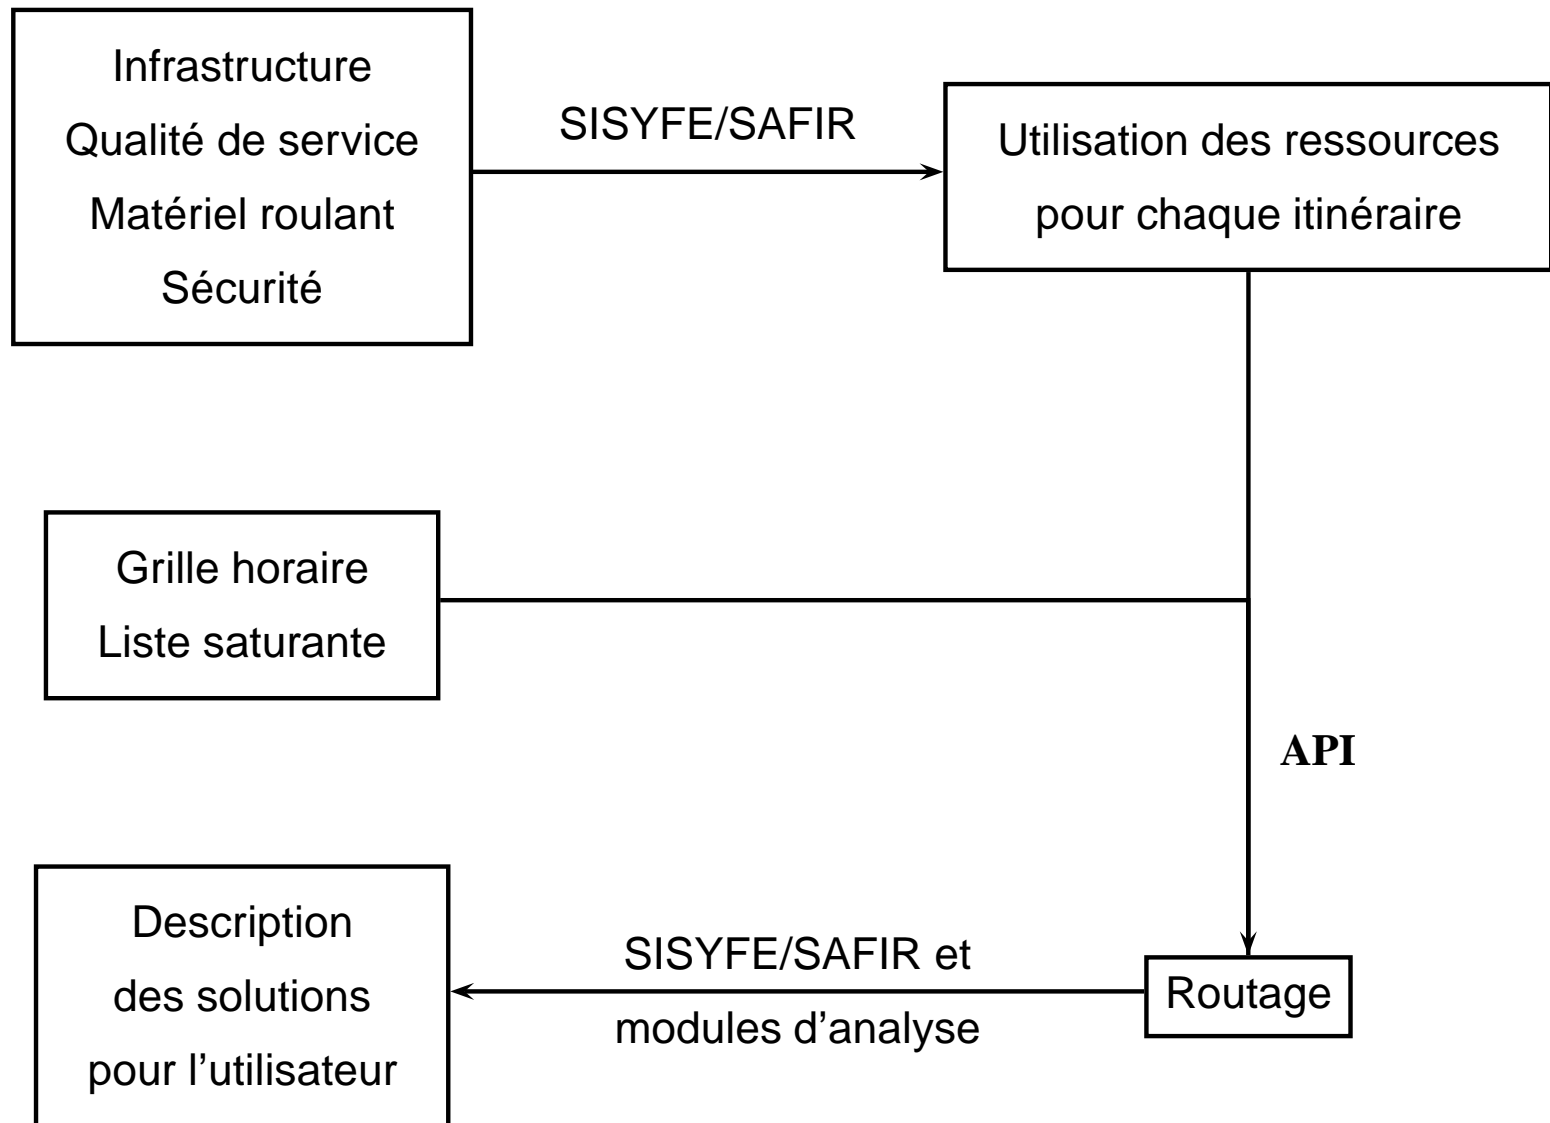 Infrastructure
Qualité de service
Matériel roulant
Sécurité
SISYFE/SAFIR
Utilisation des ressources
pour chaque itinéraire
Grille horaire
Liste saturante
API
Description
des solutions
pour l’utilisateur
SISYFE/SAFIR et
modules d’analyse
Routage